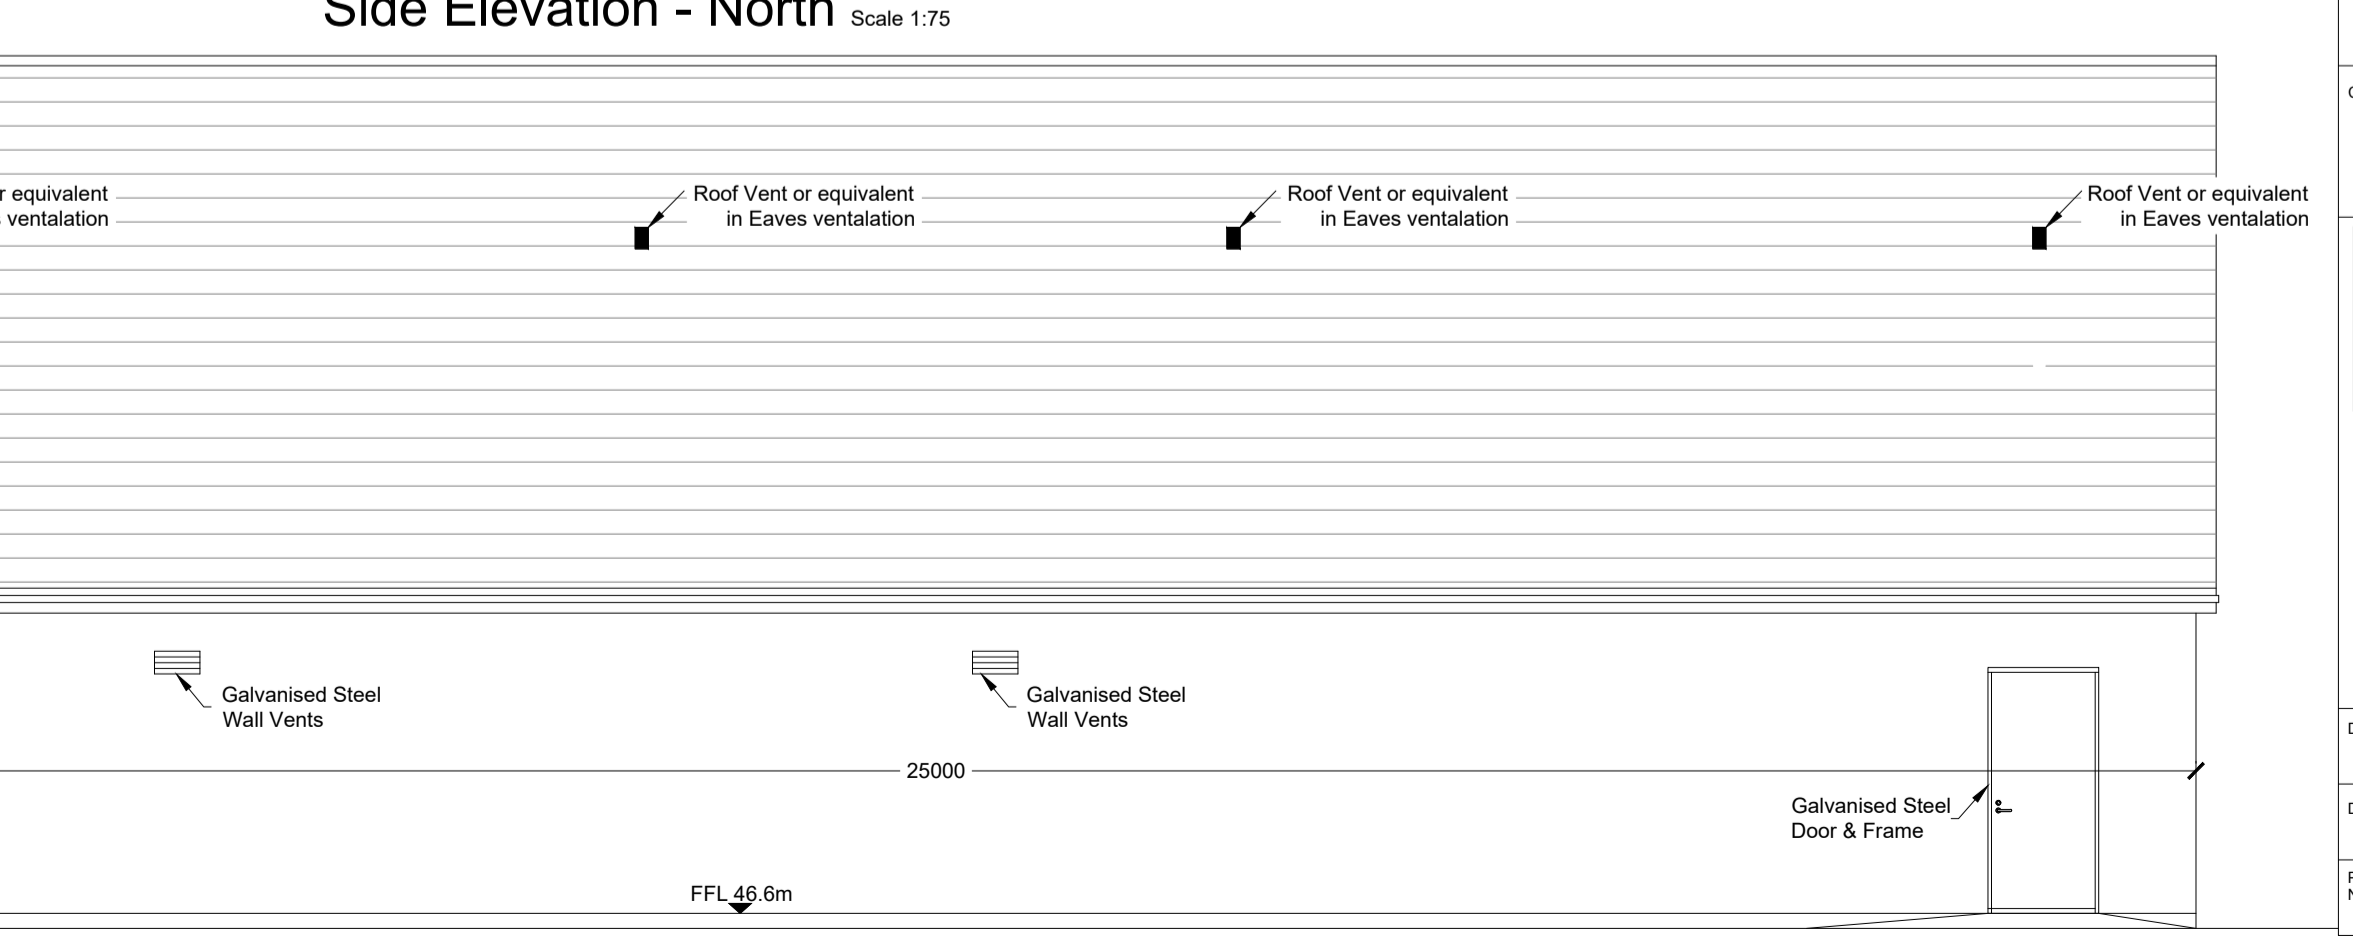 Side Elevation - North Scale 1:75
r equivalent
ventalation
Roof Vent or equivalent
in Eaves ventalation
Roof Vent or equivalent
in Eaves ventalation
Roof Vent or equivalent
in Eaves ventalation
Galvanised Steel
Wall Vents
Galvanised Steel
Wall Vents
25000
Galvanised Steel
Door & Frame
FFL 46.6m